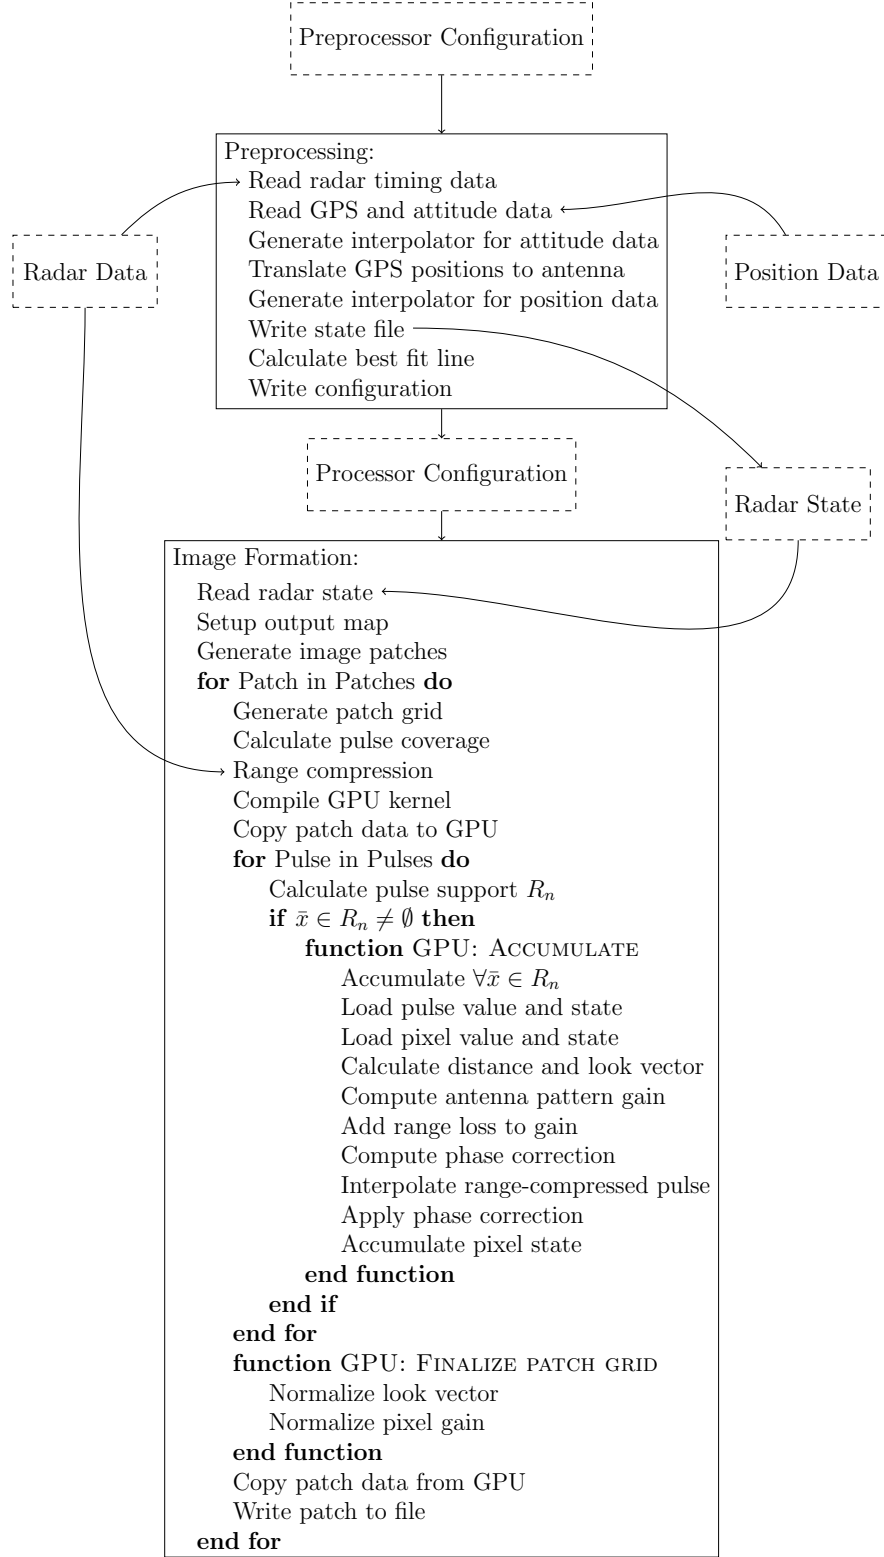 Preprocessor Configuration
Preprocessing:
Read radar timing data
Read GPS and attitude data
Generate interpolator for attitude data
Translate GPS positions to antenna
Generate interpolator for position data
Write state file
Calculate best fit line
Write configuration
Radar Data
Position Data
Processor Configuration
Radar State
Image Formation:
Read radar state
Setup output map
Generate image patches
for Patch in Patches do
Generate patch grid
Calculate pulse coverage
Range compression
Compile GPU kernel
Copy patch data to GPU
for Pulse in Pulses do
Calculate pulse support Rₙ
if x̄ ∈ Rₙ ≠ ∅ then
function GPU: Accumulate
Accumulate ∀x̄ ∈ Rₙ
Load pulse value and state
Load pixel value and state
Calculate distance and look vector
Compute antenna pattern gain
Add range loss to gain
Compute phase correction
Interpolate range-compressed pulse
Apply phase correction
Accumulate pixel state
end function
end if
end for
function GPU: Finalize patch grid
Normalize look vector
Normalize pixel gain
end function
Copy patch data from GPU
Write patch to file
end for